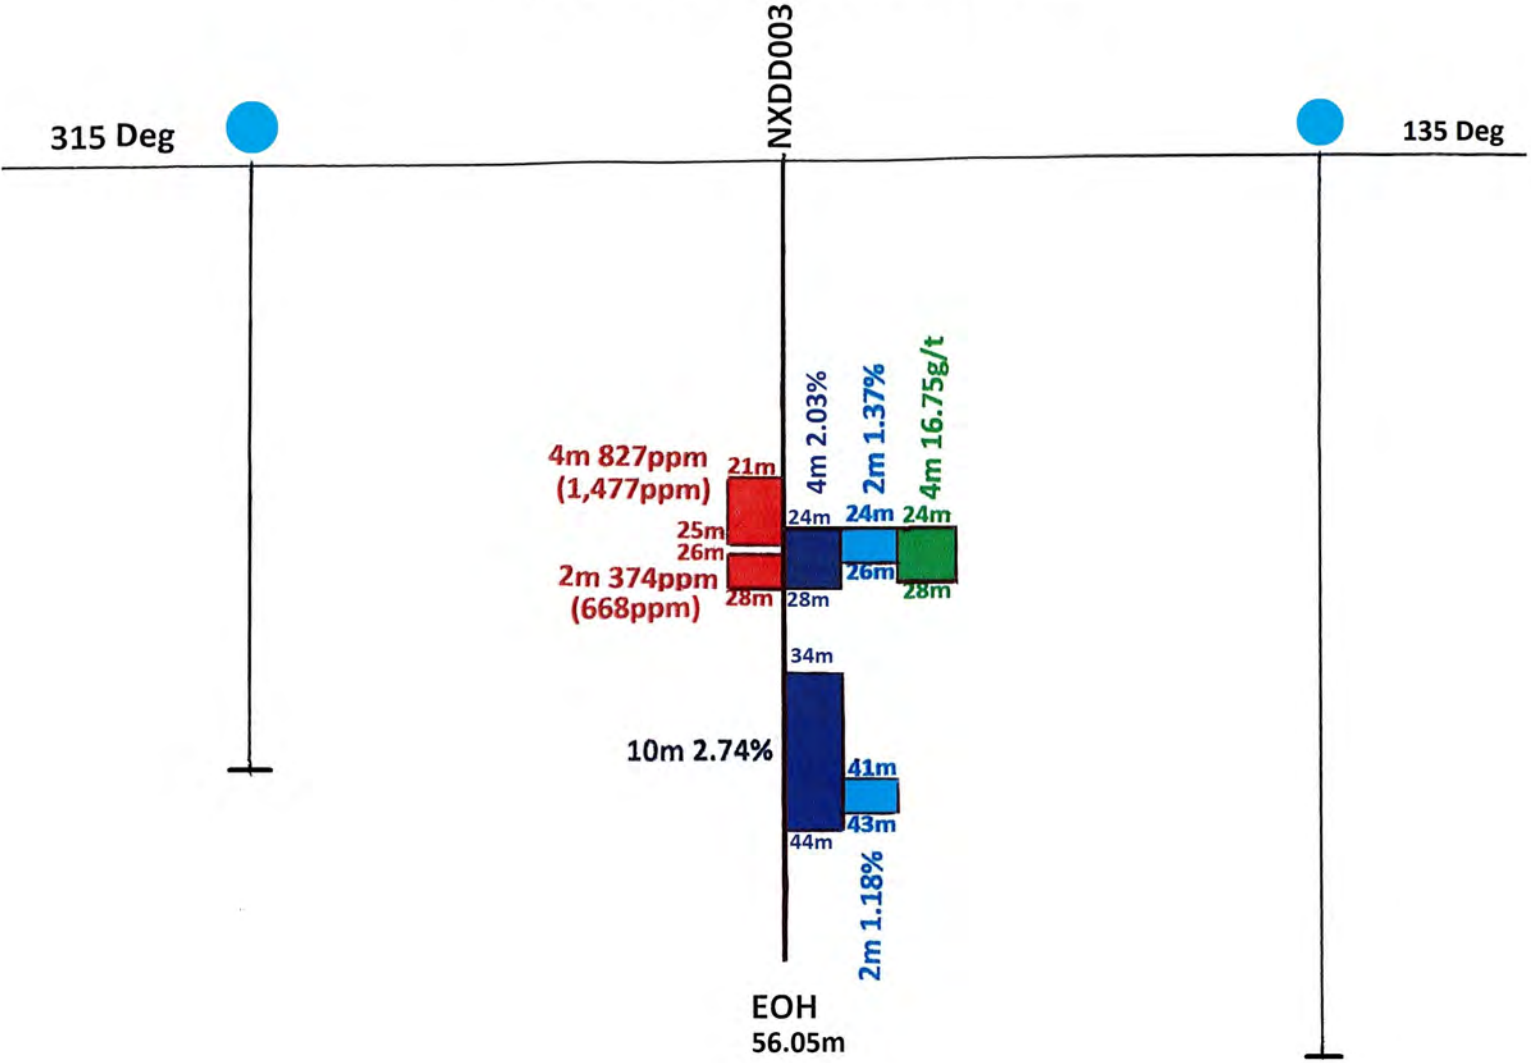 NXDD003
315 Deg
135 Deg
4m 2.03%
2m 1.37%
4m 16.75g/t
4m 827ppm
(1,477ppm)
21m
25m
26m
2m 374ppm
(668ppm)
28m
24m
24m
24m
28m
26m
28m
34m
10m 2.74%
41m
43m
44m
2m 1.18%
EOH
56.05m